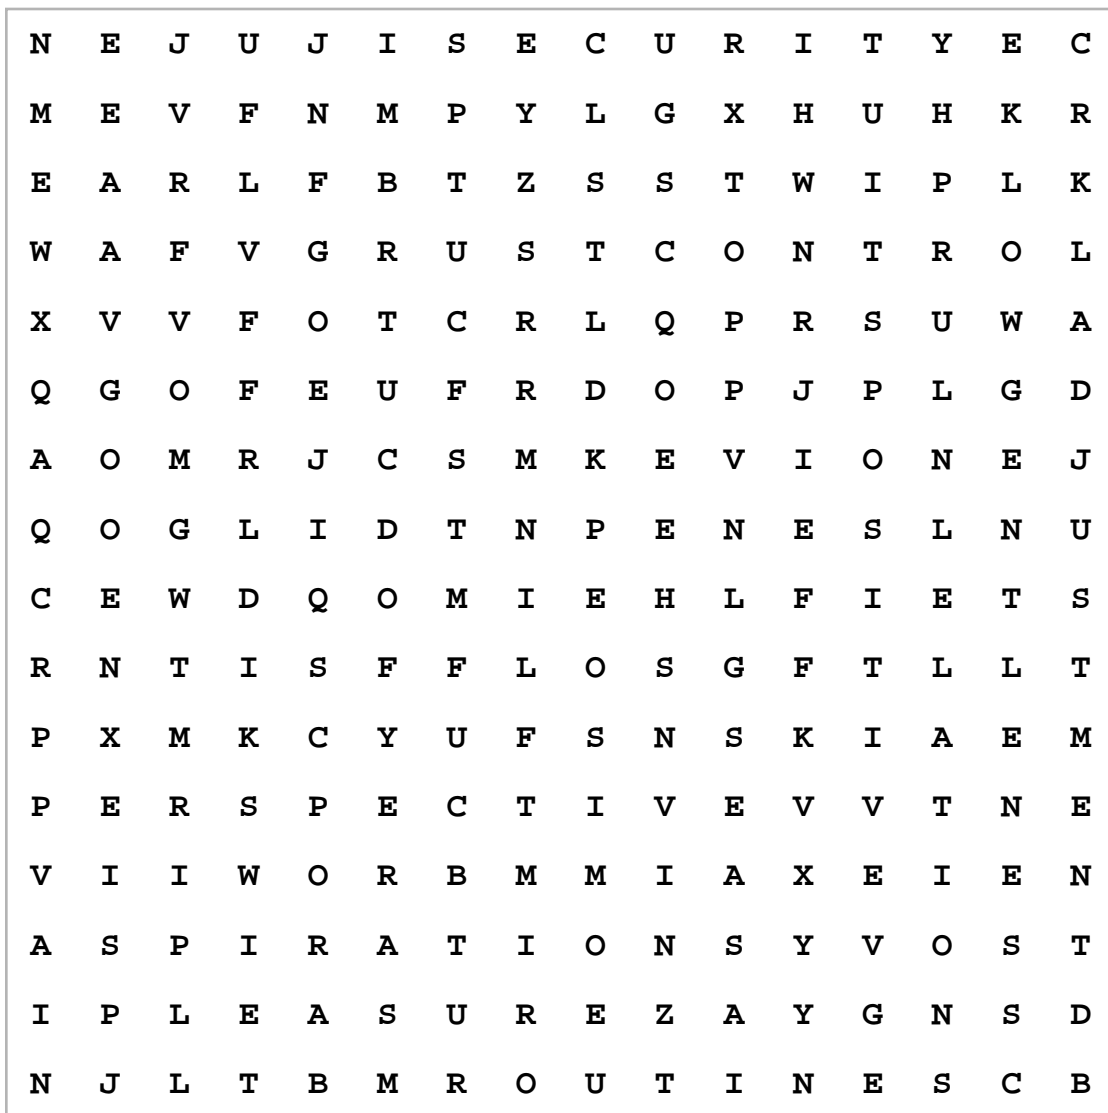 N E J U J I S E C U R I T Y E C
M E V F N M P Y L G X H U H K R
E A R L F B T Z S S T W I P L K
W A F V G R U S T C O N T R O L
X V V F O T C R L Q P R S U W A
Q G O F E U F R D O P J P L G D
A O M R J C S M K E V I O N E J
Q O G L I D T N P E N E S L N U
C E W D Q O M I E H L F I E T S
R N T I S F F L O S G F T L L T
P X M K C Y U F S N S K I A E M
P E R S P E C T I V E V V T N E
V I I W O R B M M I A X E I E N
A S P I R A T I O N S Y V O S T
I P L E A S U R E Z A Y G N S D
N J L T B M R O U T I N E S C B